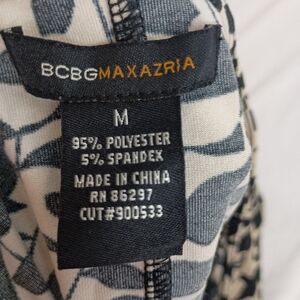 BCBGMAXAZRIA
M
95% POLYESTER
5% SPANDEX
MADE IN CHINA
RN 86297
CUT#900533